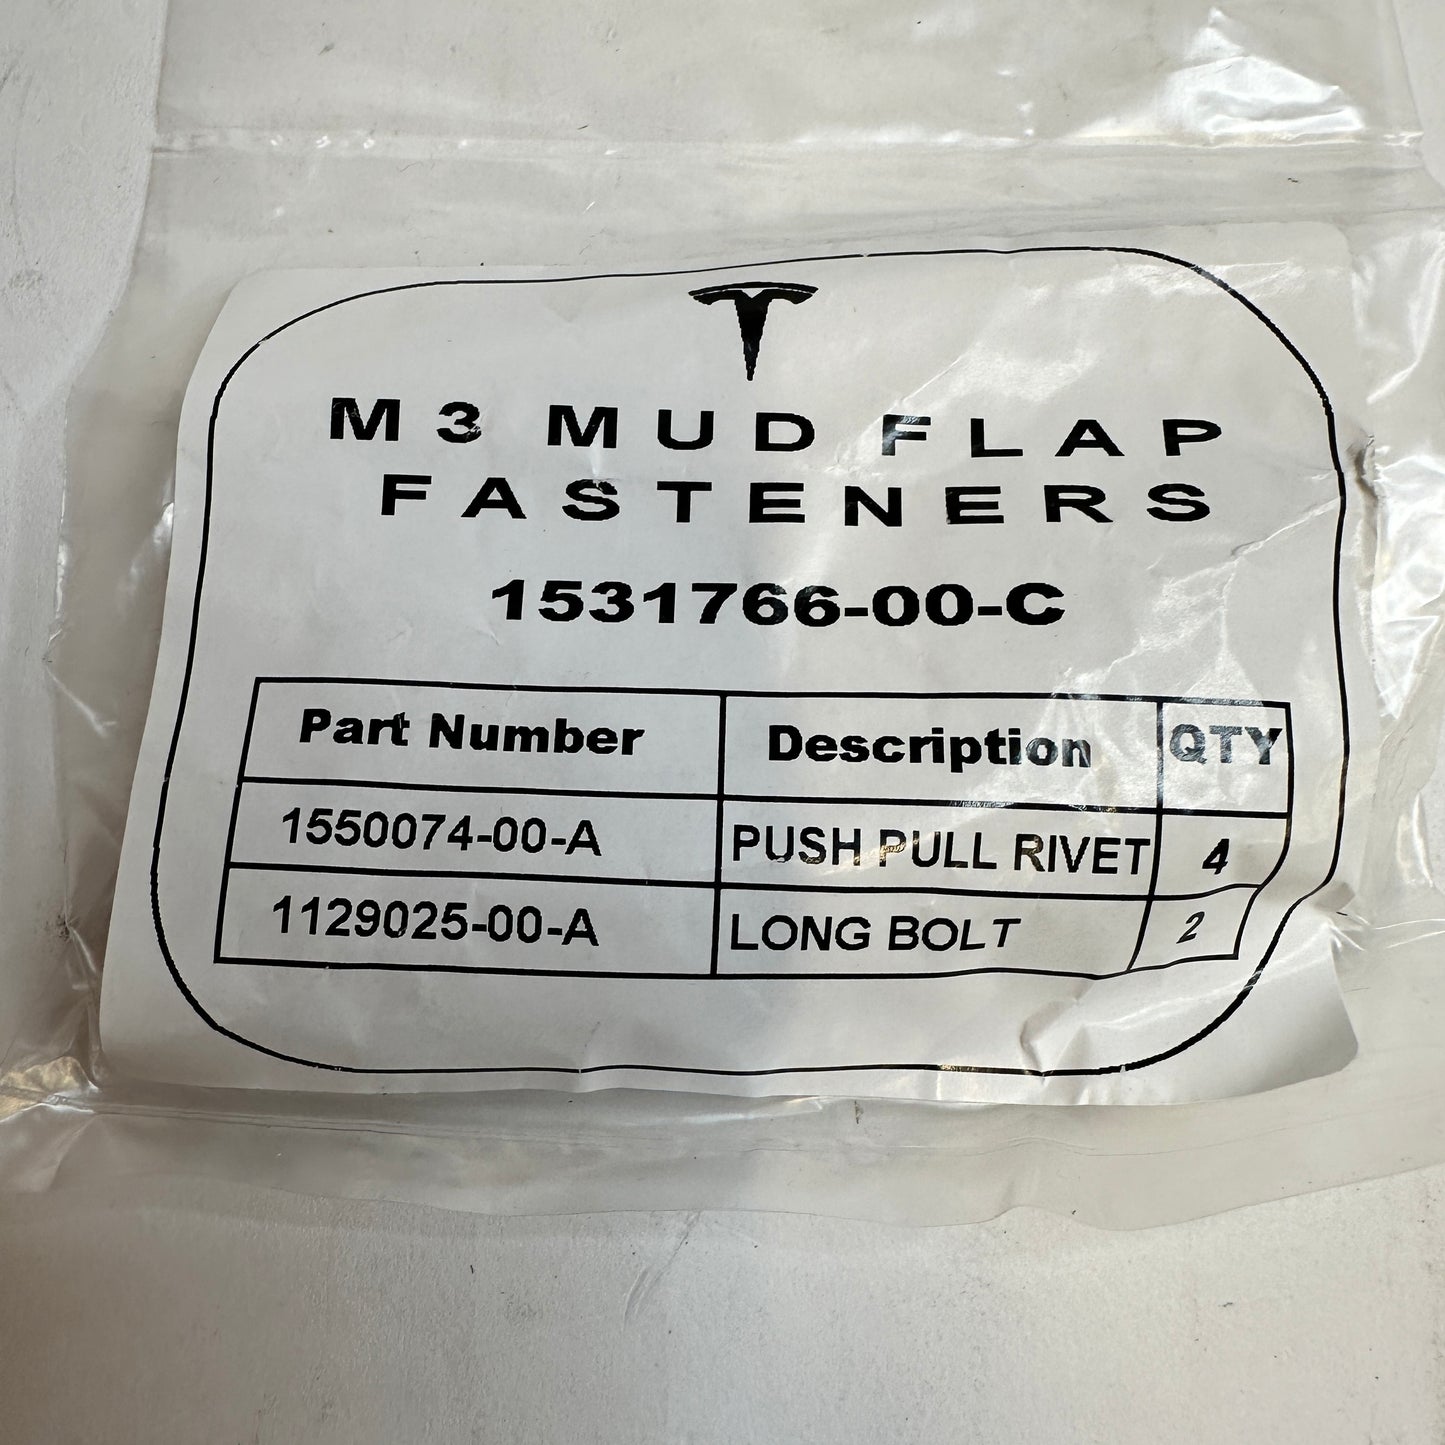 M3 MUD FLAP
FASTENERS
1531766-00-C
Part Number Description QTY
1550074-00-A PUSH PULL RIVET 4
1129025-00-A LONG BOLT 2